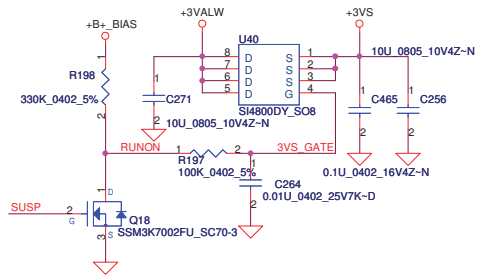 +3VALW
+3VS
+B+_BIAS
U40
8 D S 1
7 D S 2
6 D S 3
5 D G 4
SI4800DY_SO8
1
R198
330K_0402_5%
2
1
C271
2
10U_0805_10V4Z~N
10U_0805_10V4Z~N
1
C465
2
1
C256
2
0.1U_0402_16V4Z~N
RUNON
1
R197
2
100K_0402_5%
3VS_GATE
1
C264
2
0.01U_0402_25V7K~D
SUSP
1 D
2 G
3 S
Q18
SSM3K7002FU_SC70-3